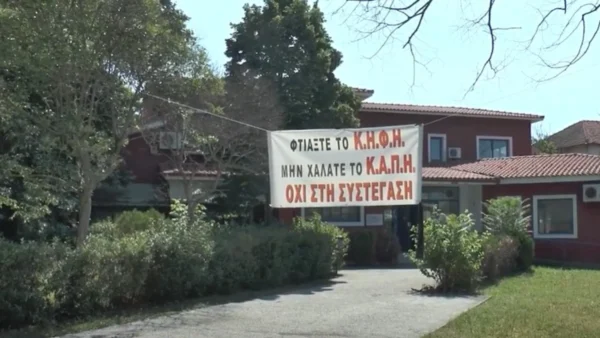 ΦΤΙΑΞΤΕ ΤΟ Κ.Η.Φ.Η.
ΜΗΝ ΧΑΛΑΤΕ ΤΟ Κ.Α.Π.Η.
ΟΧΙ ΣΤΗ ΣΥΣΤΕΓΑΣΗ